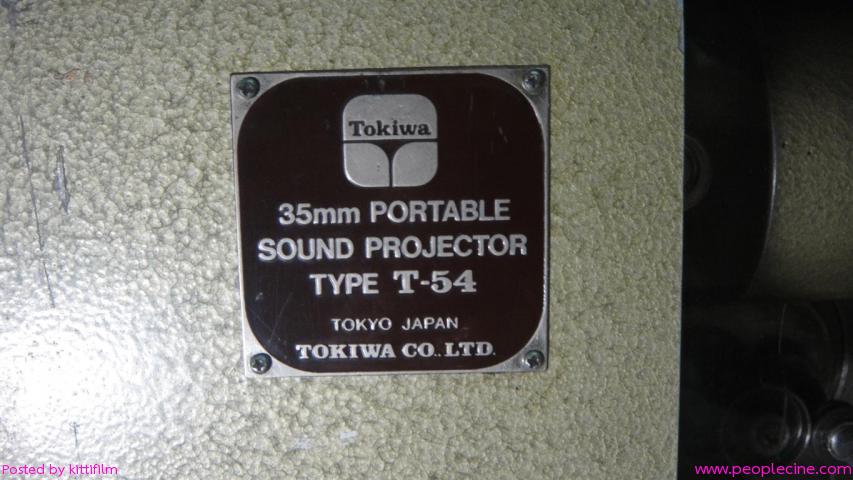 Tokiwa
35mm PORTABLE
SOUND PROJECTOR
TYPE T-54
TOKYO JAPAN
TOKIWA CO., LTD.
Posted by kittifilm
www.peoplecine.com